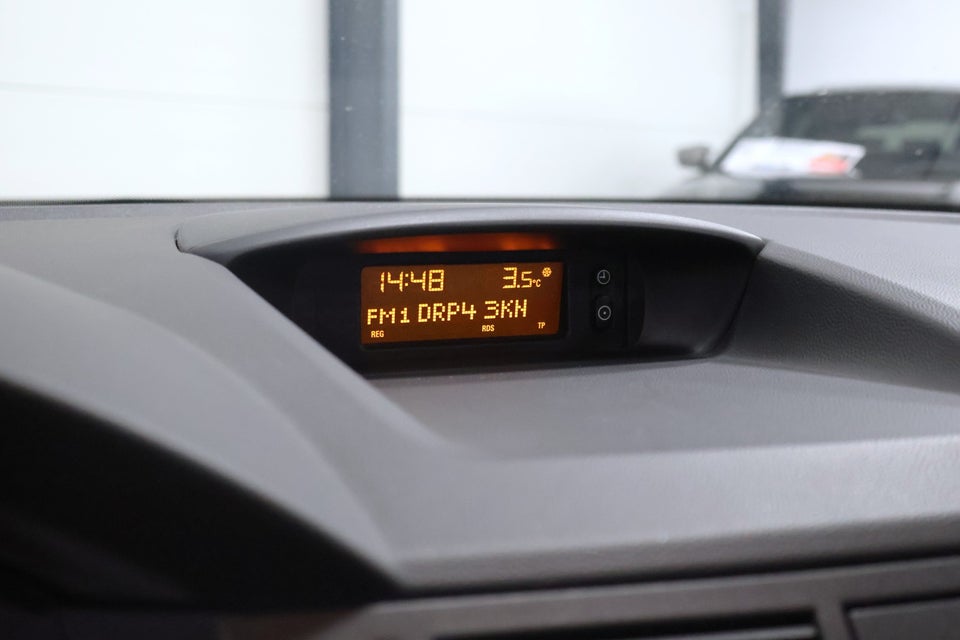 14:48 3.5°C
FM1 DRP4 3KN
REG RDS TP